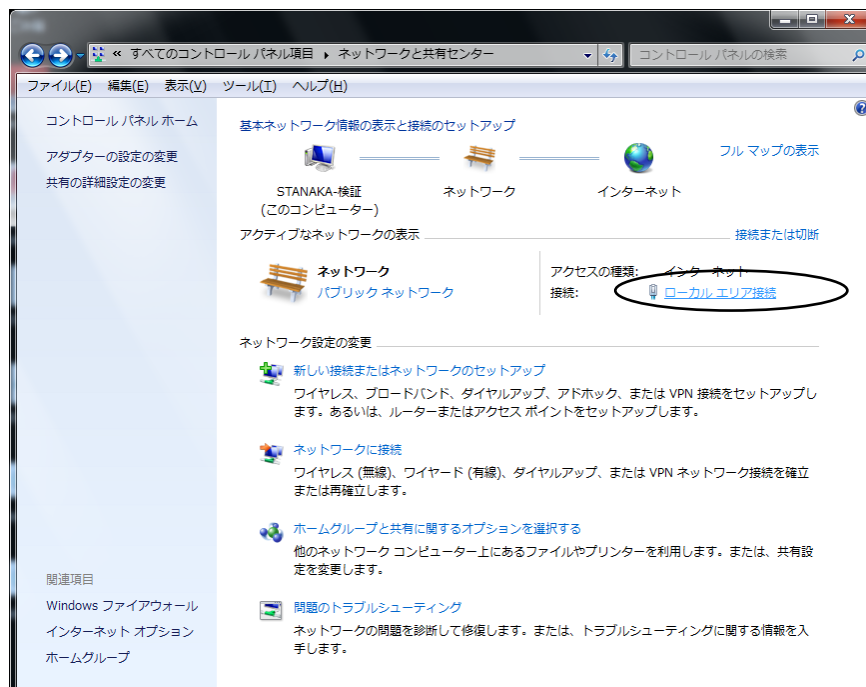 « すべてのコントロール パネル項目 ▸ ネットワークと共有センター
コントロール パネルの検索
ファイル(F) 編集(E) 表示(V) ツール(T) ヘルプ(H)
コントロール パネル ホーム
アダプターの設定の変更
共有の詳細設定の変更
基本ネットワーク情報の表示と接続のセットアップ
フル マップの表示
STANAKA-検証
(このコンピューター)
ネットワーク
インターネット
アクティブなネットワークの表示
接続または切断
ネットワーク
パブリック ネットワーク
アクセスの種類: インターネット
接続: ローカル エリア接続
ネットワーク設定の変更
新しい接続またはネットワークのセットアップ
ワイヤレス、ブロードバンド、ダイヤルアップ、アドホック、または VPN 接続をセットアップし
ます。あるいは、ルーターまたはアクセス ポイントをセットアップします。
ネットワークに接続
ワイヤレス (無線)、ワイヤード (有線)、ダイヤルアップ、または VPN ネットワーク接続を確立
または再確立します。
ホームグループと共有に関するオプションを選択する
他のネットワーク コンピューター上にあるファイルやプリンターを利用します。または、共有設
定を変更します。
問題のトラブルシューティング
ネットワークの問題を診断して修復します。または、トラブルシューティングに関する情報を入
手します。
関連項目
Windows ファイアウォール
インターネット オプション
ホームグループ